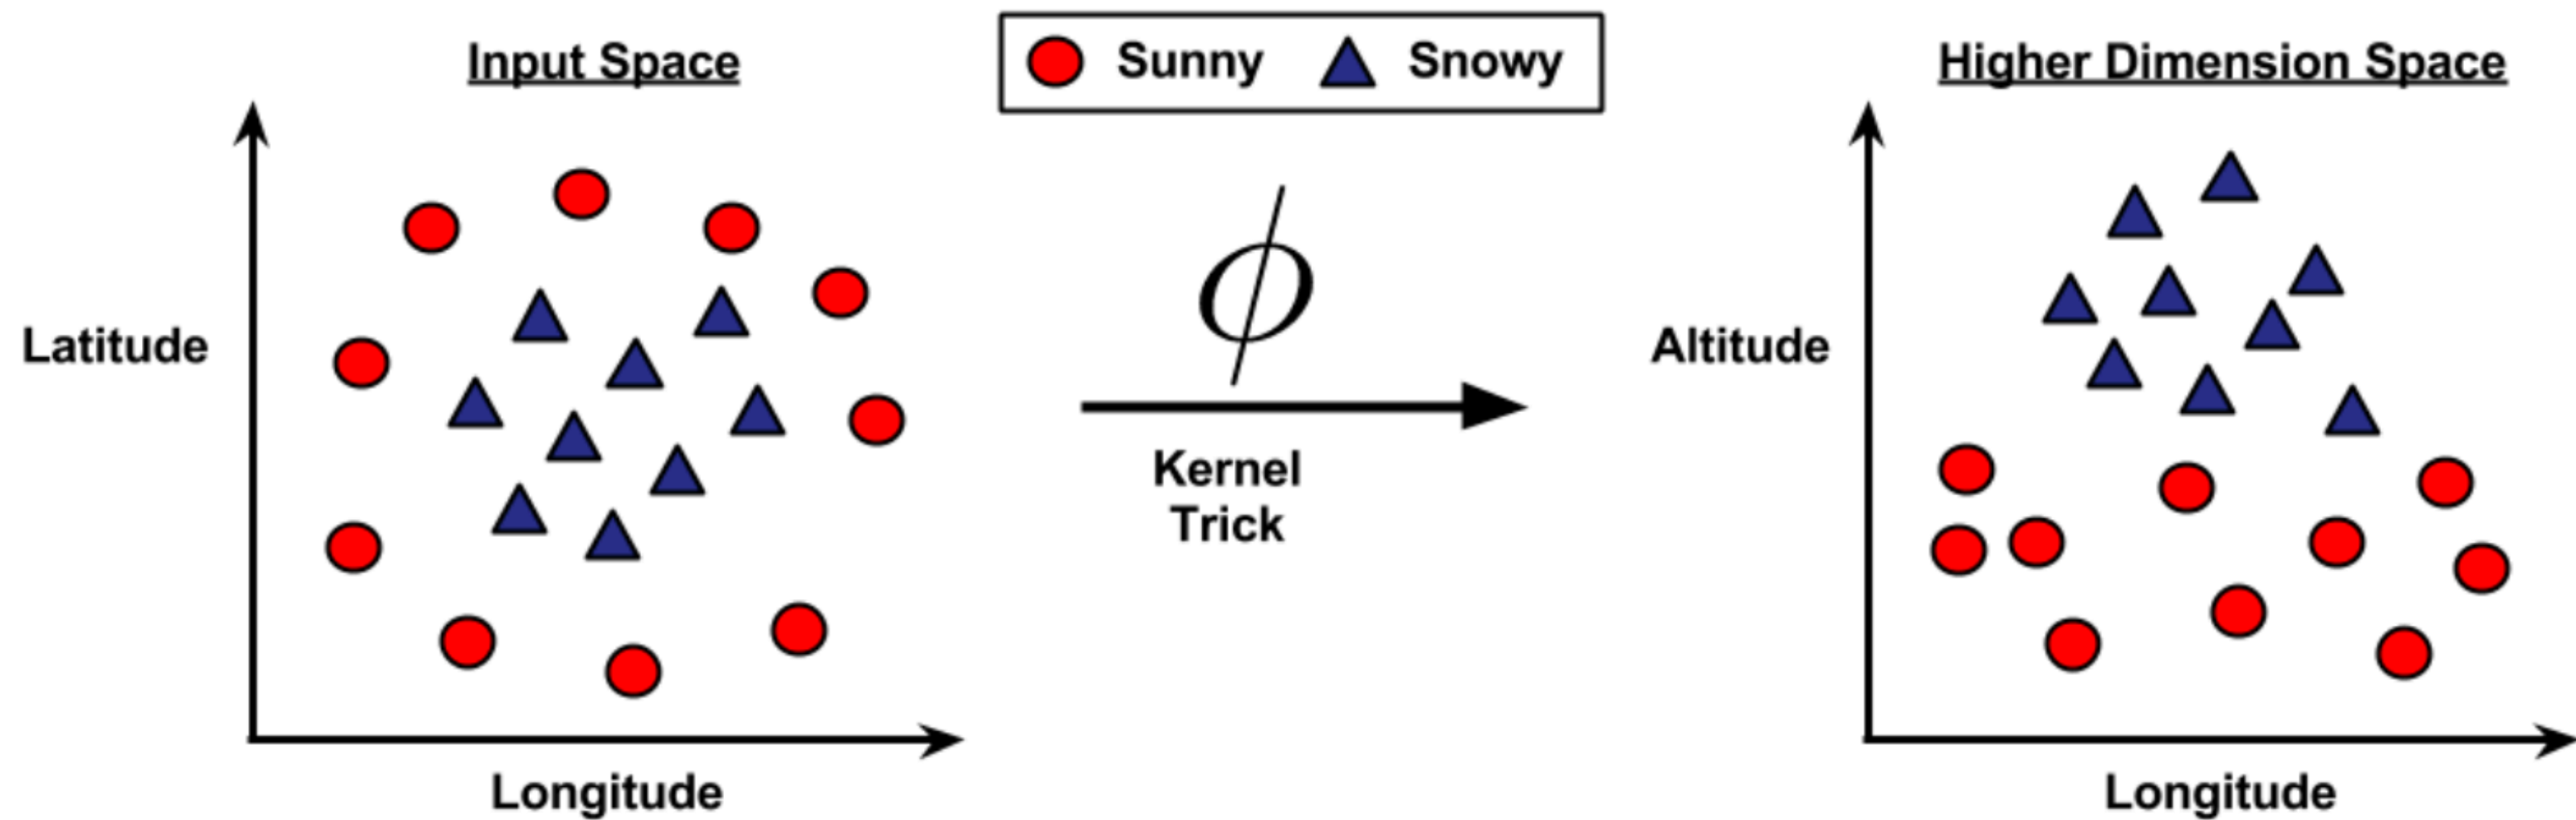 Input Space
Sunny Snowy
Higher Dimension Space
Latitude
ϕ
Kernel
Trick
Altitude
Longitude
Longitude